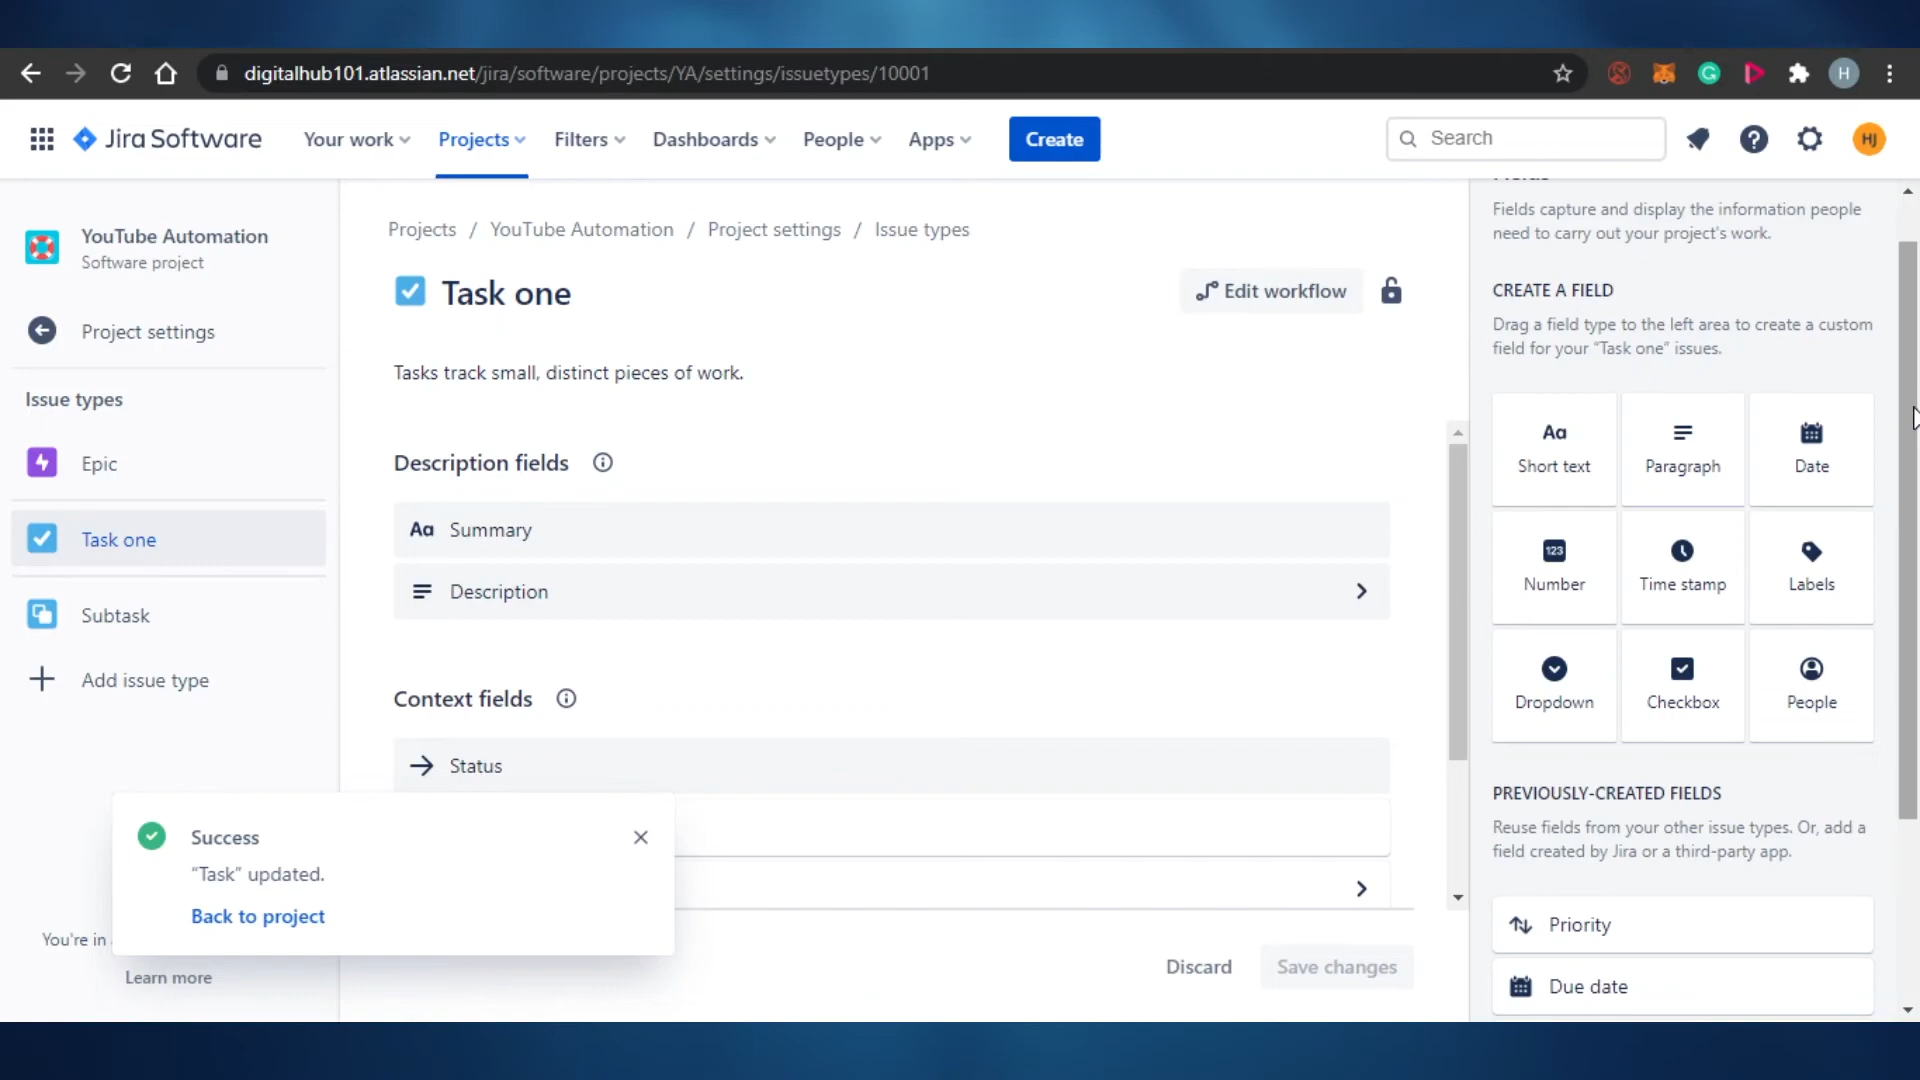 digitalhub101.atlassian.net/jira/software/projects/YA/settings/issuetypes/10001
H
Jira Software
Your work
Projects
Filters
Dashboards
People
Apps
Create
Search
HJ
YouTube Automation
Software project
Project settings
Issue types
Epic
Task one
Subtask
Add issue type
You're in
Learn more
Projects / YouTube Automation / Project settings / Issue types
Task one
Edit workflow
Tasks track small, distinct pieces of work.
Description fields
Aa Summary
Description
Context fields
Status
Success
“Task” updated.
Back to project
Discard
Save changes
Fields
Fields capture and display the information people
need to carry out your project's work.
CREATE A FIELD
Drag a field type to the left area to create a custom
field for your “Task one” issues.
Aa
Short text
Paragraph
Date
123
Number
Time stamp
Labels
Dropdown
Checkbox
People
PREVIOUSLY-CREATED FIELDS
Reuse fields from your other issue types. Or, add a
field created by Jira or a third-party app.
Priority
Due date